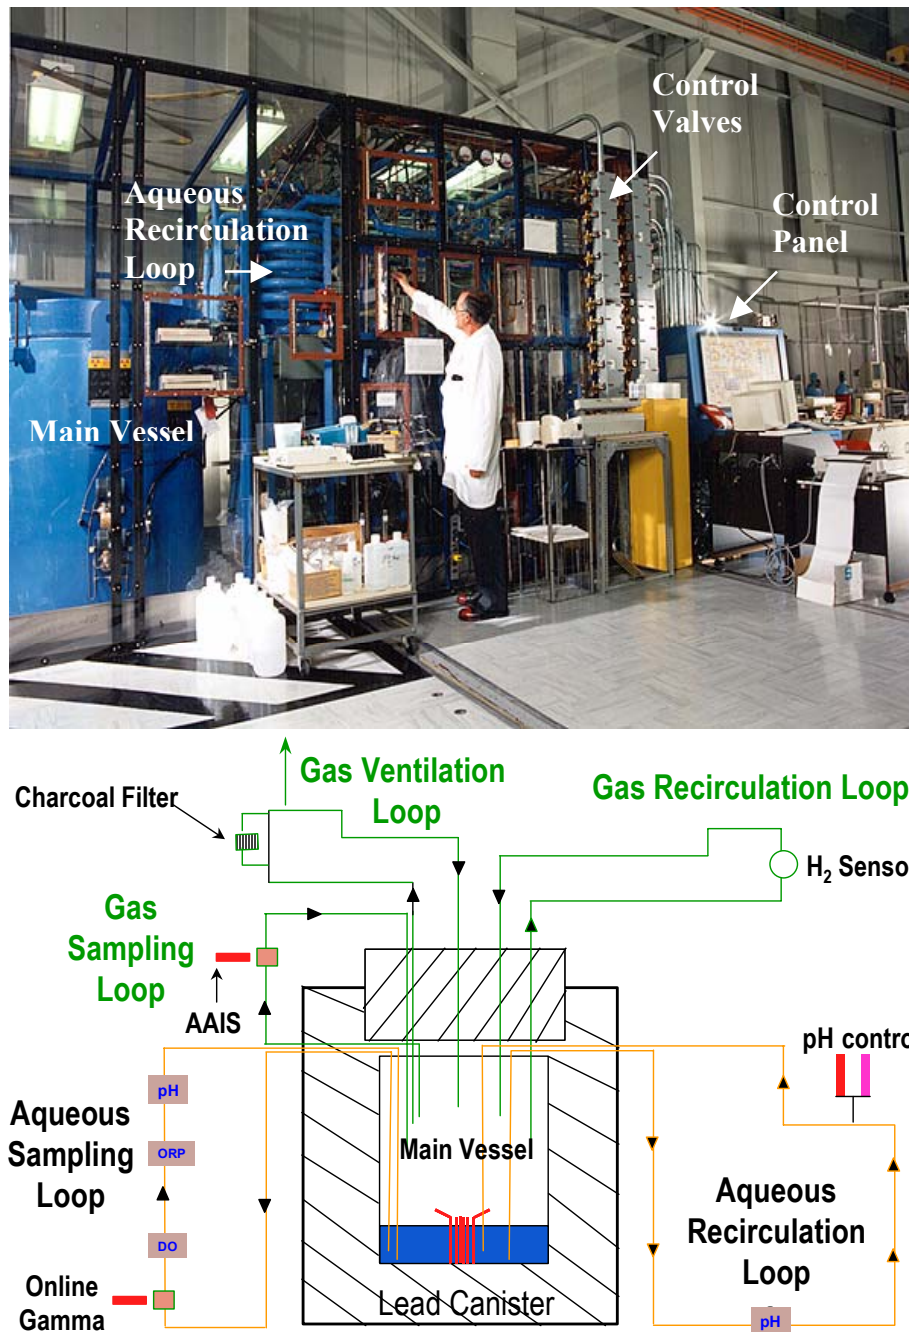 Control
Valves
Aqueous
Recirculation
Loop
Control
Panel
Main Vessel
Gas Ventilation
Loop
Charcoal Filter
Gas Recirculation Loop
H₂ Senso
Gas
Sampling
Loop
AAIS
pH contro
pH
Aqueous
Sampling
Loop
ORP
Main Vessel
DO
Aqueous
Recirculation
Loop
Online
Gamma
Lead Canister
pH